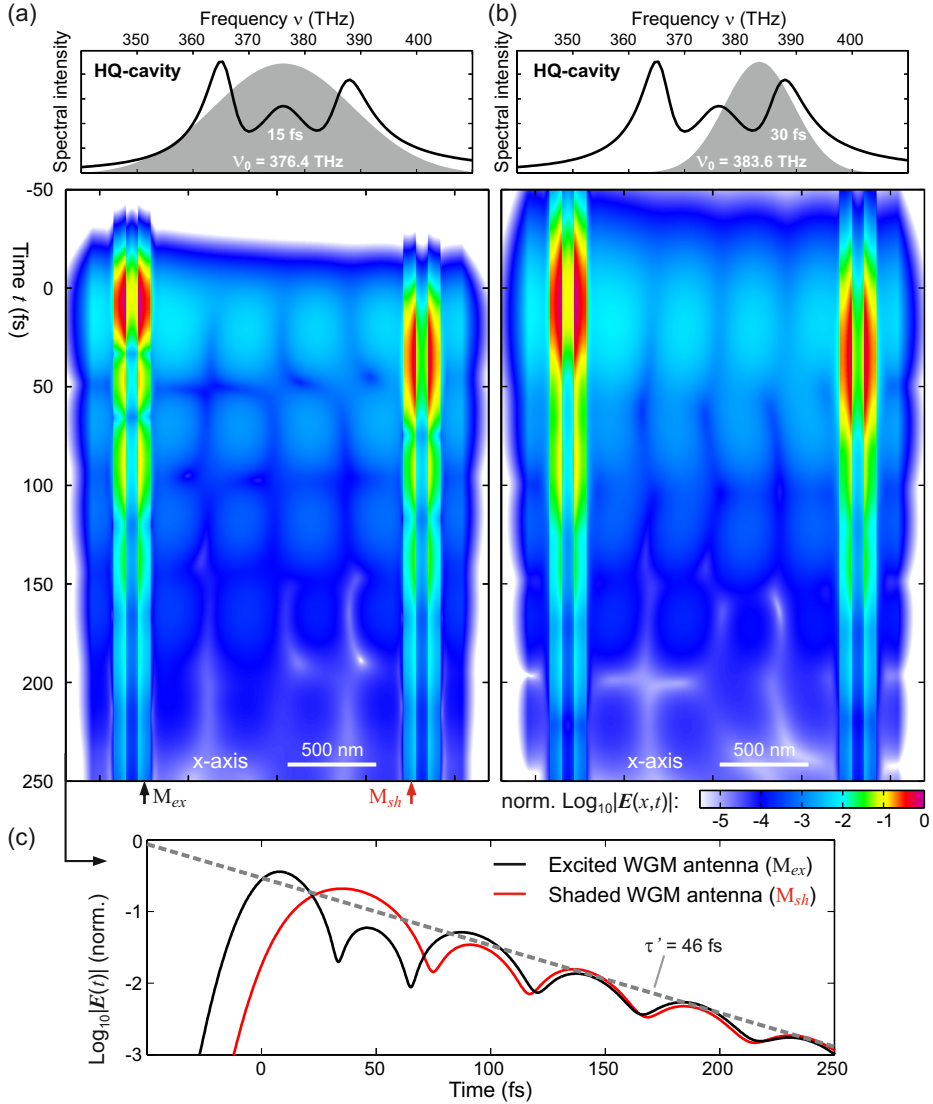 (a)
Frequency ν (THz)
350 360 370 380 390 400
Spectral intensity
HQ-cavity
15 fs
ν0 = 376.4 THz
(b)
Frequency ν (THz)
350 360 370 380 390 400
Spectral intensity
HQ-cavity
30 fs
ν0 = 383.6 THz
Time t (fs)
-50
0
50
100
150
200
250
x-axis
500 nm
x-axis
500 nm
Mex
Msh
norm. Log10|E(x,t)|:
-5 -4 -3 -2 -1 0
(c)
Log10|E(t)| (norm.)
0
-1
-2
-3
Excited WGM antenna (Mex)
Shaded WGM antenna (Msh)
τ' = 46 fs
0 50 100 150 200 250
Time (fs)